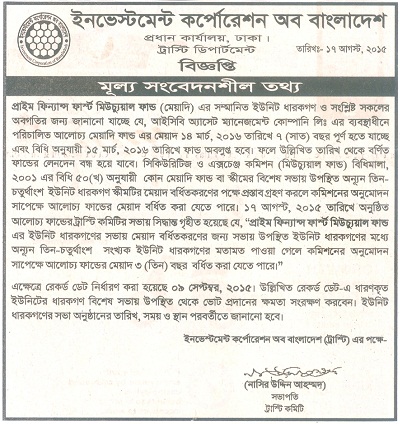 ইনভেস্টমেন্ট কর্পোরেশন অব বাংলাদেশ
প্রধান কার্যালয়, ঢাকা।
ট্রাস্টি ডিপার্টমেন্ট
তারিখঃ- ১৭ আগস্ট, ২০১৫
বিজ্ঞপ্তি
মূল্য সংবেদনশীল তথ্য
প্রাইম ফিন্যান্স ফার্স্ট মিউচ্যুয়াল ফান্ড (মেয়াদি) এর সম্মানিত ইউনিট ধারকগণ ও সংশ্লিষ্ট সকলের
অবগতির জন্য জানানো যাচ্ছে যে, আইসিবি অ্যাসেট ম্যানেজমেন্ট কোম্পানি লিঃ এর ব্যবস্থাধীনে
পরিচালিত আলোচ্য মেয়াদি ফান্ড এর মেয়াদ ১৪ মার্চ, ২০১৬ তারিখে ৭ (সাত) বছর পূর্ণ হতে যাচ্ছে
এবং বিধি অনুযায়ী ১৫ মার্চ, ২০১৬ তারিখে ফান্ড অবলুপ্ত হবে। ফলে উল্লিখিত তারিখ থেকে বর্ণিত
ফান্ডের লেনদেন বন্ধ হয়ে যাবে। সিকিউরিটিজ ও এক্সচেঞ্জ কমিশন (মিউচ্যুয়াল ফান্ড) বিধিমালা,
২০০১ এর বিধি ৫০(খ) অনুযায়ী কোন মেয়াদি ফান্ড বা স্কীমের বিশেষ সভায় উপস্থিত অন্যূন তিন-
চতুর্থাংশ ইউনিট ধারকগণ স্কীমটির মেয়াদ বর্ধিতকরণের পক্ষে প্রস্তাব গ্রহণ করলে কমিশনের অনুমোদন
সাপেক্ষে আলোচ্য ফান্ডের মেয়াদ বর্ধিত করা যেতে পারে। ১৭ আগস্ট, ২০১৫ তারিখে অনুষ্ঠিত
আলোচ্য ফান্ডের ট্রাস্টি কমিটির সভায় সিদ্ধান্ত গৃহীত হয়েছে যে, “প্রাইম ফিন্যান্স ফার্স্ট মিউচ্যুয়াল ফান্ড
এর ইউনিট ধারকগণের সভায় মেয়াদ বর্ধিতকরণের জন্য সভায় উপস্থিত ইউনিট ধারকগণের মধ্যে
অন্যূন তিন-চতুর্থাংশ সংখ্যক ইউনিট ধারকগণের মতামত পাওয়া গেলে কমিশনের অনুমোদন
সাপেক্ষে আলোচ্য ফান্ডের মেয়াদ ৩ (তিন) বছর বর্ধিত করা যেতে পারে।”
এক্ষেত্রে রেকর্ড ডেট নির্ধারণ করা হয়েছে ০৯ সেপ্টেম্বর, ২০১৫। উল্লিখিত রেকর্ড ডেট-এ ধারণকৃত
ইউনিটের ধারকগণ বিশেষ সভায় উপস্থিত থেকে ভোট প্রদানের ক্ষমতা সংরক্ষণ করবেন। ইউনিট
ধারকগণের সভা অনুষ্ঠানের তারিখ, সময় ও স্থান পরবর্তীতে জানানো হবে।
ইনভেস্টমেন্ট কর্পোরেশন অব বাংলাদেশ (ট্রাস্টি) এর পক্ষে-
(নাসির উদ্দিন আহমদ)
সভাপতি
ট্রাস্টি কমিটি